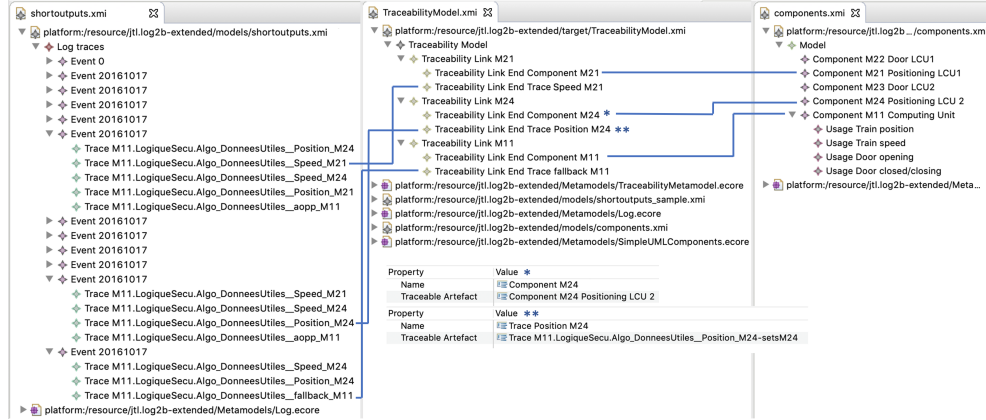 shortoutputs.xmi
platform:/resource/jtl.log2b-extended/models/shortoutputs.xmi
Log traces
Event 0
Event 20161017
Event 20161017
Event 20161017
Event 20161017
Event 20161017
Trace M11.LogiqueSecu.Algo_DonneesUtiles__Position_M24
Trace M11.LogiqueSecu.Algo_DonneesUtiles__Speed_M21
Trace M11.LogiqueSecu.Algo_DonneesUtiles__Speed_M24
Trace M11.LogiqueSecu.Algo_DonneesUtiles__Position_M21
Trace M11.LogiqueSecu.Algo_DonneesUtiles__aopp_M11
Event 20161017
Event 20161017
Event 20161017
Event 20161017
Event 20161017
Trace M11.LogiqueSecu.Algo_DonneesUtiles__Speed_M21
Trace M11.LogiqueSecu.Algo_DonneesUtiles__Speed_M24
Trace M11.LogiqueSecu.Algo_DonneesUtiles__Position_M24
Trace M11.LogiqueSecu.Algo_DonneesUtiles__aopp_M11
Event 20161017
Trace M11.LogiqueSecu.Algo_DonneesUtiles__Speed_M24
Trace M11.LogiqueSecu.Algo_DonneesUtiles__Position_M24
Trace M11.LogiqueSecu.Algo_DonneesUtiles__fallback_M11
platform:/resource/jtl.log2b-extended/Metamodels/Log.ecore
TraceabilityModel.xmi
platform:/resource/jtl.log2b-extended/target/TraceabilityModel.xmi
Traceability Model
Traceability Link M21
Traceability Link End Component M21
Traceability Link End Trace Speed M21
Traceability Link M24
Traceability Link End Component M24 *
Traceability Link End Trace Position M24 **
Traceability Link M11
Traceability Link End Component M11
Traceability Link End Trace fallback M11
platform:/resource/jtl.log2b-extended/Metamodels/TraceabilityMetamodel.ecore
platform:/resource/jtl.log2b-extended/models/shortoutputs_sample.xmi
platform:/resource/jtl.log2b-extended/Metamodels/Log.ecore
platform:/resource/jtl.log2b-extended/models/components.xmi
platform:/resource/jtl.log2b-extended/Metamodels/SimpleUMLComponents.ecore
Property Value *
Name Component M24
Traceable Artefact Component M24 Positioning LCU 2
Property Value **
Name Trace Position M24
Traceable Artefact Trace M11.LogiqueSecu.Algo_DonneesUtiles__Position_M24-setsM24
components.xmi
platform:/resource/jtl.log2b.../components.xmi
Model
Component M22 Door LCU1
Component M21 Positioning LCU1
Component M23 Door LCU2
Component M24 Positioning LCU 2
Component M11 Computing Unit
Usage Train position
Usage Train speed
Usage Door opening
Usage Door closed/closing
platform:/resource/jtl.log2b-extended/Meta...